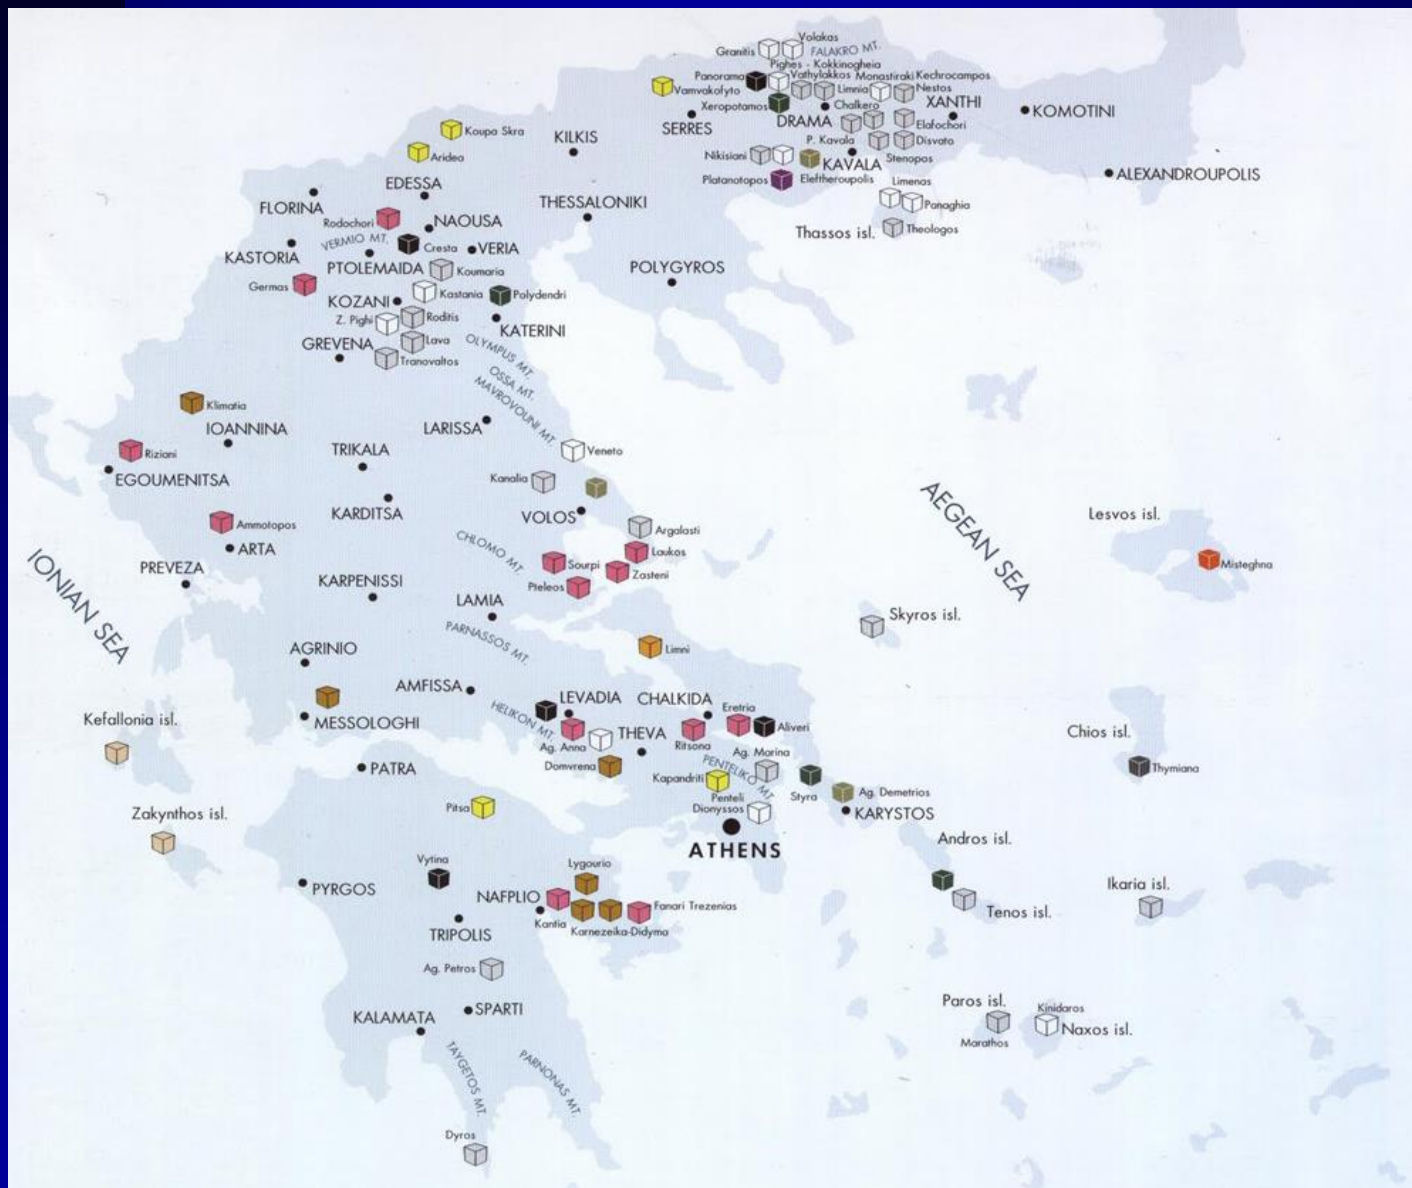 Volakas
Granitis
FALAKRO MT.
Pighes - Kokkinogheia
Panorama
Vathylakkos
Monastiraki
Kechrocampos
Vamvakofyto
Limnia
Nestos
Xeropotamos
Chalkero
XANTHI
KOMOTINI
SERRES
DRAMA
Elafochori
Koupa Skra
KILKIS
P. Kavala
Disvato
Aridea
Nikisiani
KAVALA
Stenopos
Platanotopos
Eleftheroupolis
Limenas
ALEXANDROUPOLIS
EDESSA
FLORINA
THESSALONIKI
Panaghia
Rodochori
NAOUSA
Thassos isl.
Theologos
VERMIO MT.
Cresta
VERIA
KASTORIA
PTOLEMAIDA
Koumaria
POLYGYROS
Germas
Kastania
Polydendri
KOZANI
Z. Pighi
Roditis
KATERINI
GREVENA
Lava
OLYMPUS MT.
Tranovaltos
OSSA MT.
MAVROVOUNI MT.
Klimatia
IOANNINA
LARISSA
TRIKALA
Veneto
Riziani
EGOUMENITSA
Kanalia
AEGEAN SEA
KARDITSA
VOLOS
Lesvos isl.
Ammotopos
Argalasti
ARTA
CHLOMO MT.
Laukos
IONIAN SEA
PREVEZA
Sourpi
Zasteni
Misteghna
KARPENISSI
Pteleos
LAMIA
Skyros isl.
PARNASSOS MT.
AGRINIO
Limni
AMFISSA
LEVADIA
CHALKIDA
HELIKON MT.
Eretria
Kefallonia isl.
MESSOLOGHI
Aliveri
THEVA
Chios isl.
Ag. Anna
Ritsona
Ag. Marina
PATRA
Domvrena
PENTELIKO MT.
Thymiana
Kapandriti
Penteli
Styra
Ag. Demetrios
Pitsa
Dionyssos
KARYSTOS
Zakynthos isl.
ATHENS
Andros isl.
Vytina
Lygourio
PYRGOS
NAFPLIO
Fanari Trezenias
Ikaria isl.
Kantia
Karnezeika-Didyma
Tenos isl.
TRIPOLIS
Ag. Petros
SPARTI
Paros isl.
Kinidaros
KALAMATA
Naxos isl.
Marathos
TAYGETOS MT.
PARNONAS MT.
Dyros